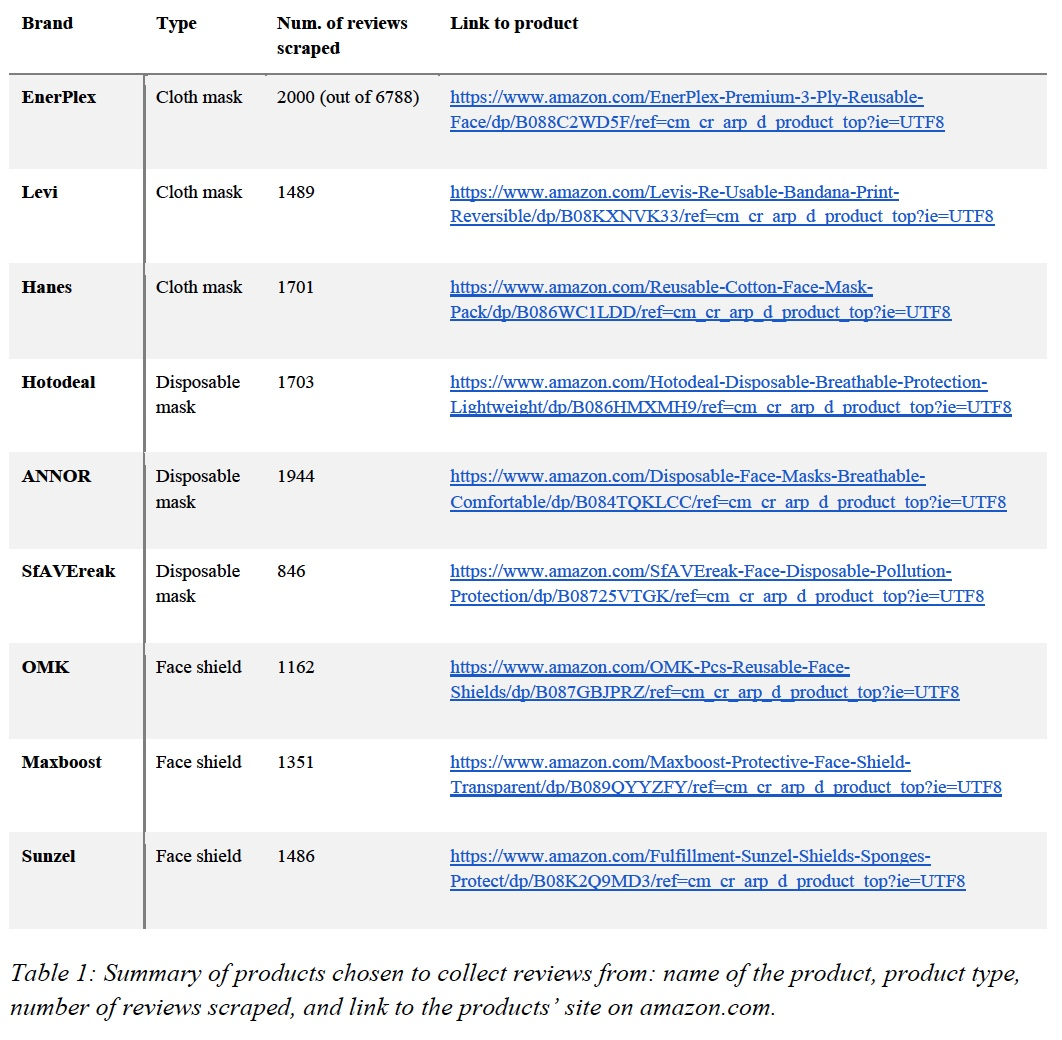 Brand Type Num. of reviews Link to product
scraped
EnerPlex Cloth mask 2000 (out of 6788) https://www.amazon.com/EnerPlex-Premium-3-Ply-Reusable-
Face/dp/B088C2WD5F/ref=cm_cr_arp_d_product_top?ie=UTF8
Levi Cloth mask 1489 https://www.amazon.com/Levis-Re-Usable-Bandana-Print-
Reversible/dp/B08KXNVK33/ref=cm_cr_arp_d_product_top?ie=UTF8
Hanes Cloth mask 1701 https://www.amazon.com/Reusable-Cotton-Face-Mask-
Pack/dp/B086WC1LDD/ref=cm_cr_arp_d_product_top?ie=UTF8
Hotodeal Disposable 1703 https://www.amazon.com/Hotodeal-Disposable-Breathable-Protection-
mask Lightweight/dp/B086HMXMH9/ref=cm_cr_arp_d_product_top?ie=UTF8
ANNOR Disposable 1944 https://www.amazon.com/Disposable-Face-Masks-Breathable-
mask Comfortable/dp/B084TQKLCC/ref=cm_cr_arp_d_product_top?ie=UTF8
SfAVEreak Disposable 846 https://www.amazon.com/SfAVEreak-Face-Disposable-Pollution-
mask Protection/dp/B08725VTGK/ref=cm_cr_arp_d_product_top?ie=UTF8
OMK Face shield 1162 https://www.amazon.com/OMK-Pcs-Reusable-Face-
Shields/dp/B087GBJPRZ/ref=cm_cr_arp_d_product_top?ie=UTF8
Maxboost Face shield 1351 https://www.amazon.com/Maxboost-Protective-Face-Shield-
Transparent/dp/B089QYYZFY/ref=cm_cr_arp_d_product_top?ie=UTF8
Sunzel Face shield 1486 https://www.amazon.com/Fulfillment-Sunzel-Shields-Sponges-
Protect/dp/B08K2Q9MD3/ref=cm_cr_arp_d_product_top?ie=UTF8
Table 1: Summary of products chosen to collect reviews from: name of the product, product type,
number of reviews scraped, and link to the products’ site on amazon.com.